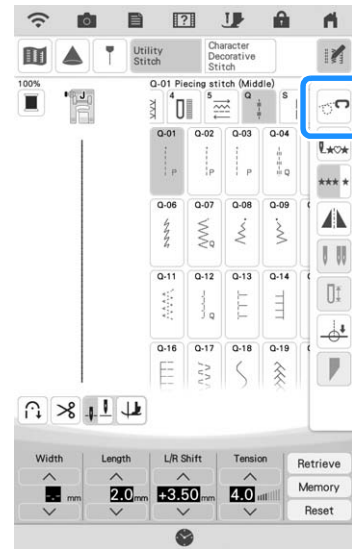 Utility
Stitch
Character
Decorative
Stitch
100%
Q-01 Piecing stitch (Middle)
J
4
5
Q
S
Q-01
Q-02
Q-03
Q-04
P
P
P
Q
Q-06
Q-07
Q-08
Q-09
Q
Q-11
Q-12
Q-13
Q-14
Q
Q-16
Q-17
Q-18
Q-19
Width
Length
L/R Shift
Tension
Retrieve
-.- mm
2.0 mm
+3.50 mm
4.0
Memory
Reset